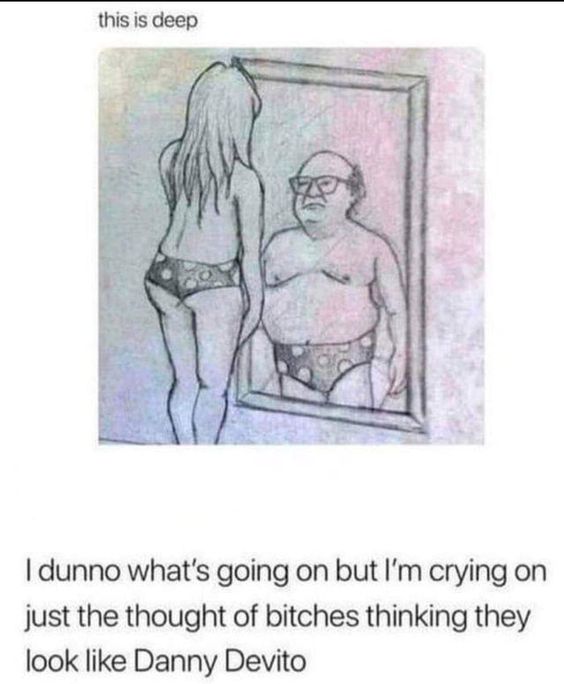 this is deep
I dunno what's going on but I'm crying on
just the thought of bitches thinking they
look like Danny Devito